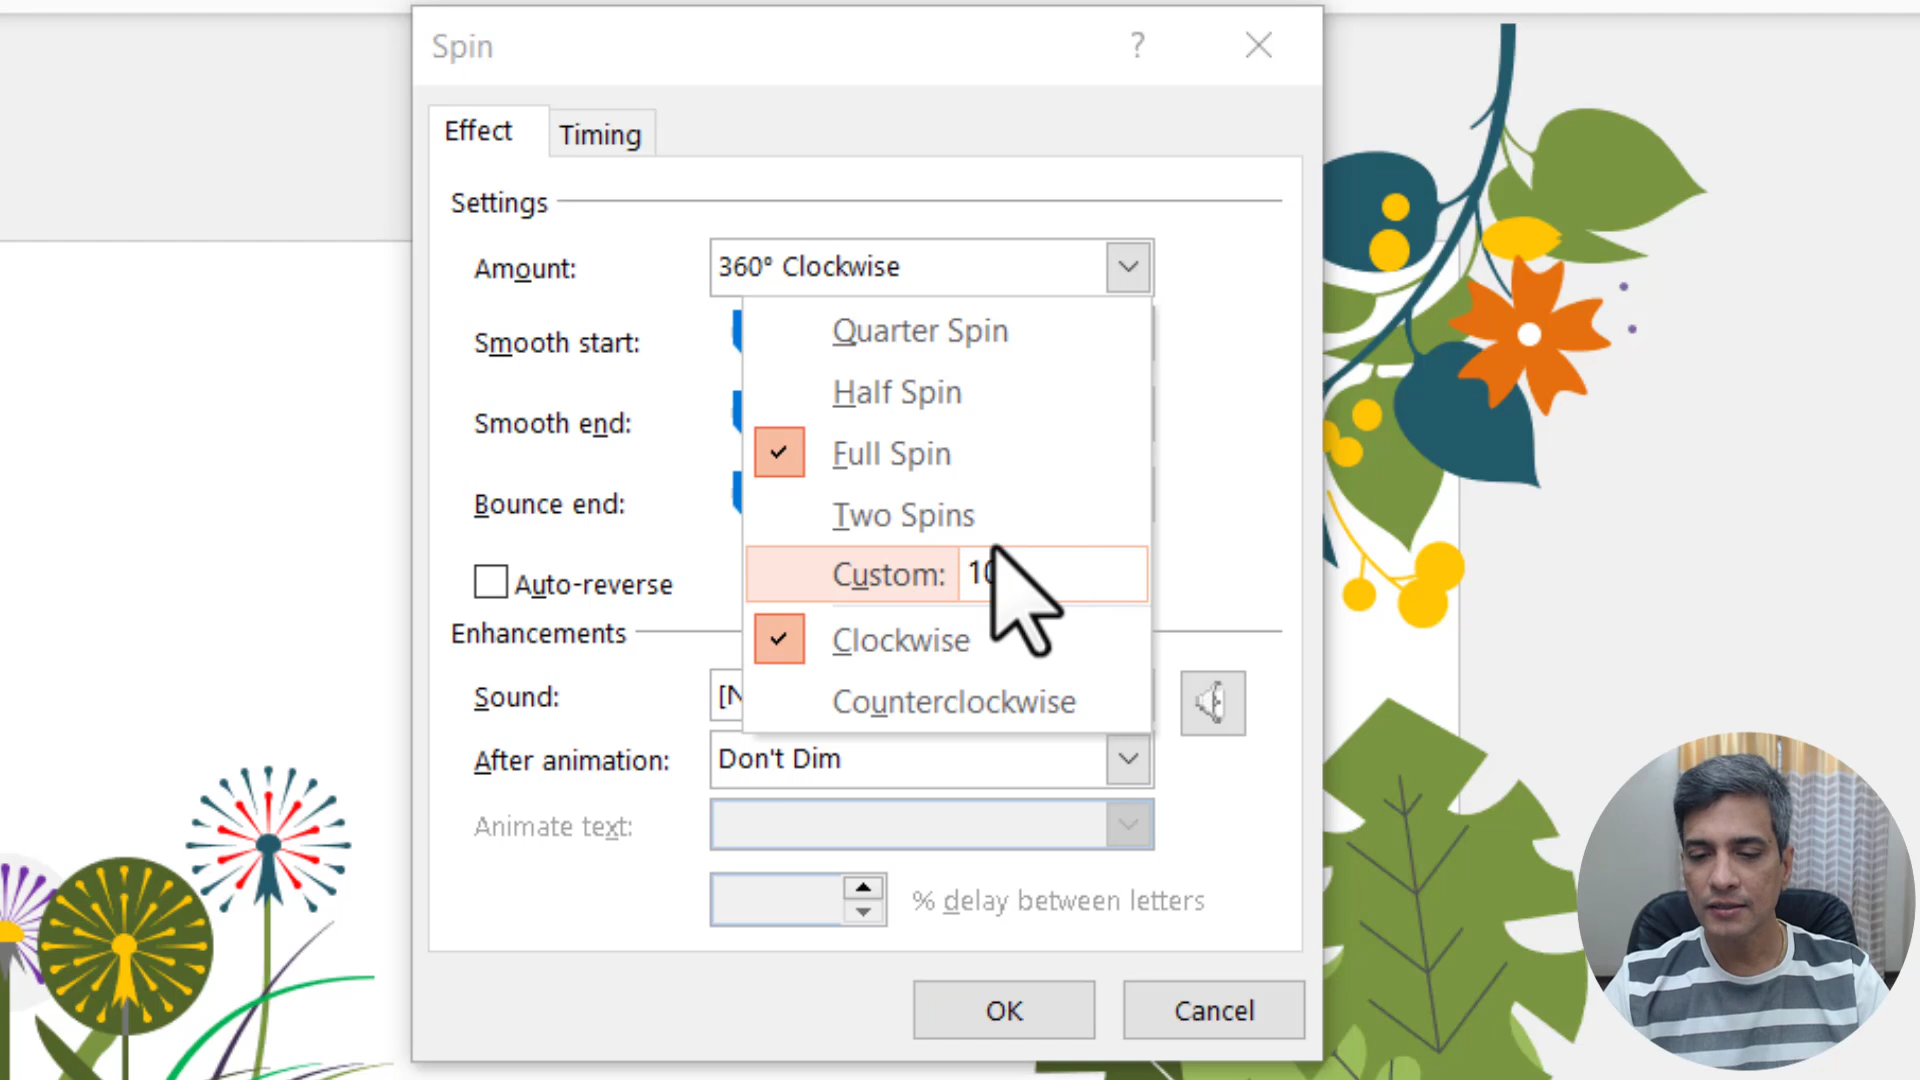 Spin
?
Effect
Timing
Settings
Amount:
360° Clockwise
Quarter Spin
Smooth start:
Half Spin
Smooth end:
Full Spin
Bounce end:
Two Spins
Custom: 10
Auto-reverse
Enhancements
Clockwise
Sound:
[N
Counterclockwise
After animation:
Don't Dim
Animate text:
% delay between letters
OK
Cancel